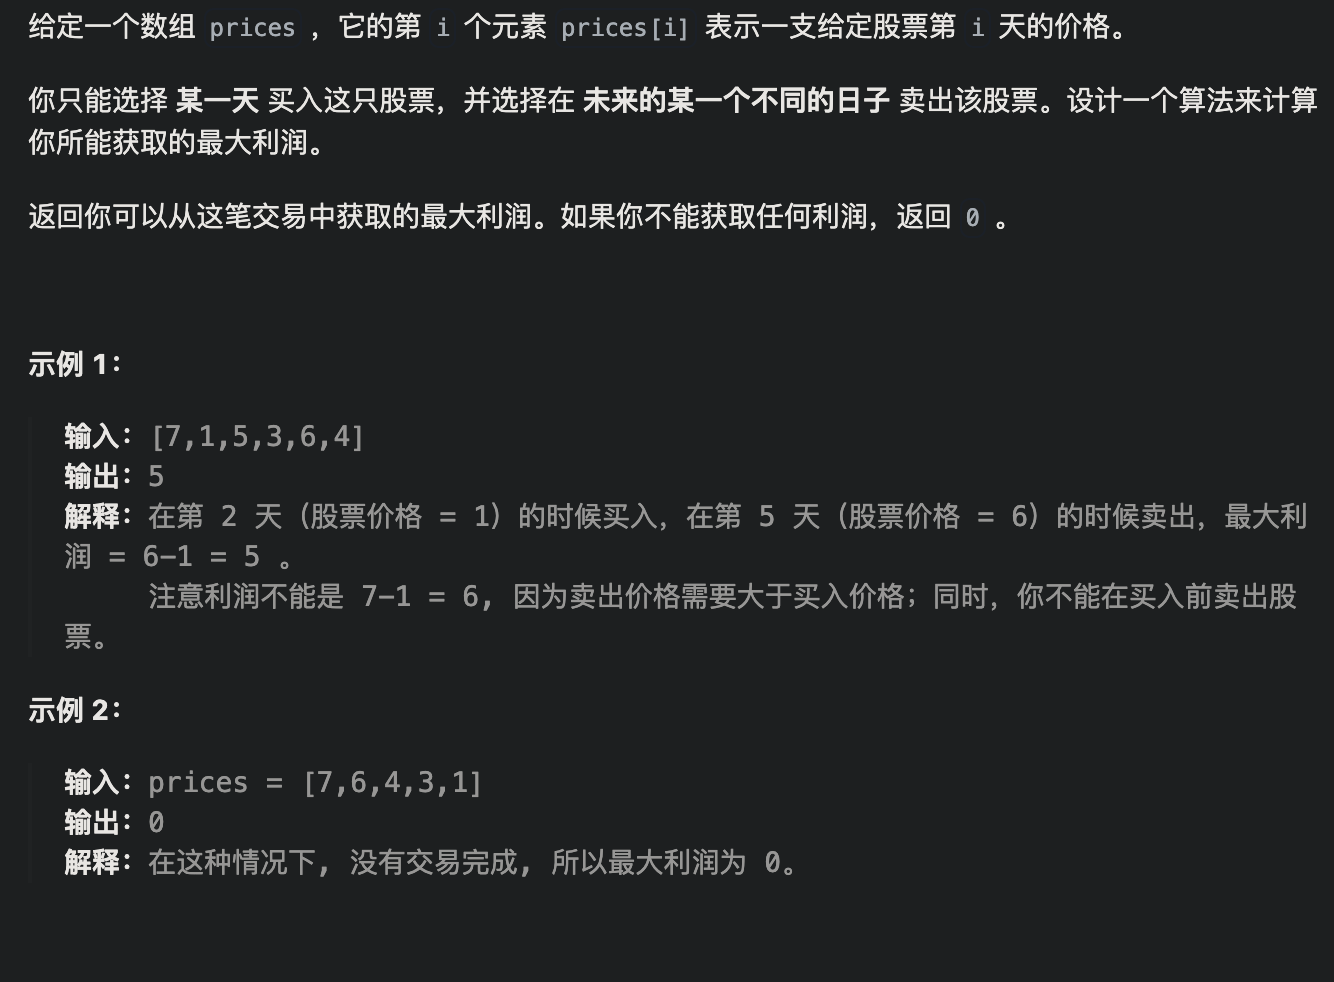 给定一个数组 prices ，它的第 i 个元素 prices[i] 表示一支给定股票第 i 天的价格。
你只能选择 某一天 买入这只股票，并选择在 未来的某一个不同的日子 卖出该股票。设计一个算法来计算
你所能获取的最大利润。
返回你可以从这笔交易中获取的最大利润。如果你不能获取任何利润，返回 0 。
示例 1：
输入：[7,1,5,3,6,4]
输出：5
解释：在第 2 天（股票价格 = 1）的时候买入，在第 5 天（股票价格 = 6）的时候卖出，最大利
润 = 6-1 = 5 。
注意利润不能是 7-1 = 6, 因为卖出价格需要大于买入价格；同时，你不能在买入前卖出股
票。
示例 2：
输入：prices = [7,6,4,3,1]
输出：0
解释：在这种情况下, 没有交易完成, 所以最大利润为 0。